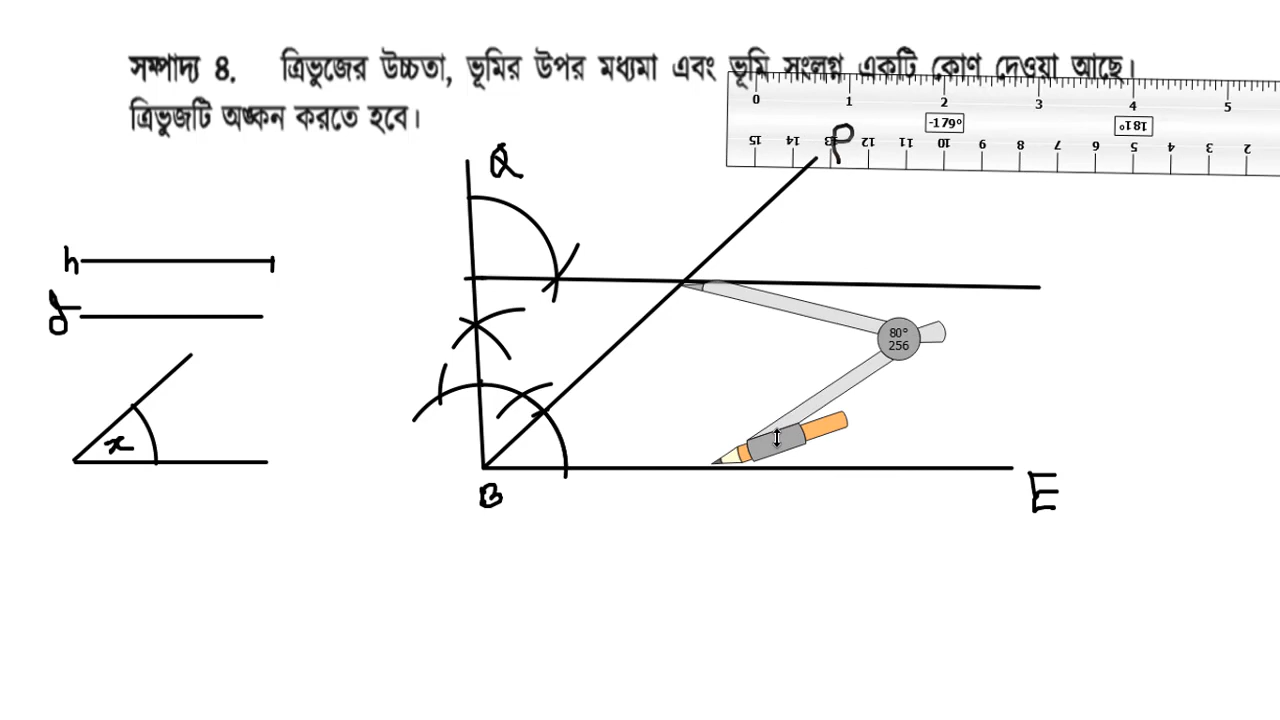 সম্পাদ্য ৪. ত্রিভুজের উচ্চতা, ভূমির উপর মধ্যমা এবং ভূমি সংলগ্ন একটি কোণ দেওয়া আছে।
ত্রিভুজটি অঙ্কন করতে হবে।
0 1 2 3 4 5
-179° 181°
15 14 13 12 11 10 9 8 7 6 5 4 3 2
P
Q
h
d
80°
256
x
B
E